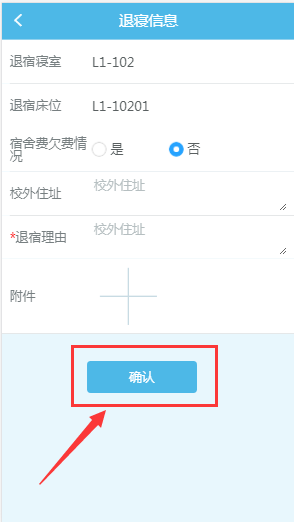 退寝信息
退宿寝室 L1-102
退宿床位 L1-10201
宿舍费欠费情况 是 否
校外住址 校外住址
*退宿理由 校外住址
附件
确认